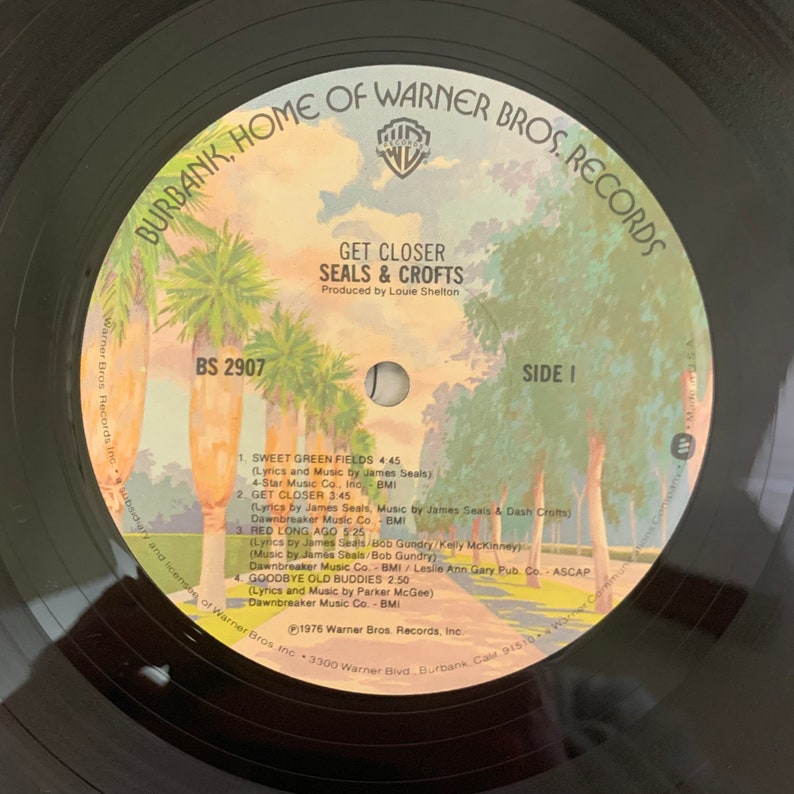 BURBANK, HOME OF WARNER BROS. RECORDS
W
RECORDS
GET CLOSER
SEALS & CROFTS
Produced by Louie Shelton
BS 2907
SIDE I
1. SWEET GREEN FIELDS 4:45
(Lyrics and Music by James Seals)
4-Star Music Co., Inc. - BMI
2. GET CLOSER 3:45
(Lyrics by James Seals, Music by James Seals & Dash Crofts)
Dawnbreaker Music Co. - BMI
3. RED LONG AGO 5:25
(Lyrics by James Seals/Bob Gundry/Kelly McKinney)
(Music by James Seals/Bob Gundry)
Dawnbreaker Music Co. - BMI / Leslie Ann Gary Pub. Co. - ASCAP
4. GOODBYE OLD BUDDIES 2:50
(Lyrics and Music by Parker McGee)
Dawnbreaker Music Co. - BMI
℗1976 Warner Bros. Records, Inc.
Warner Bros. Records Inc. • a subsidiary and licensee of Warner Bros. Inc. • 3300 Warner Blvd., Burbank, Calif. 91510 • a Warner Communications Company •
Made in U.S.A.